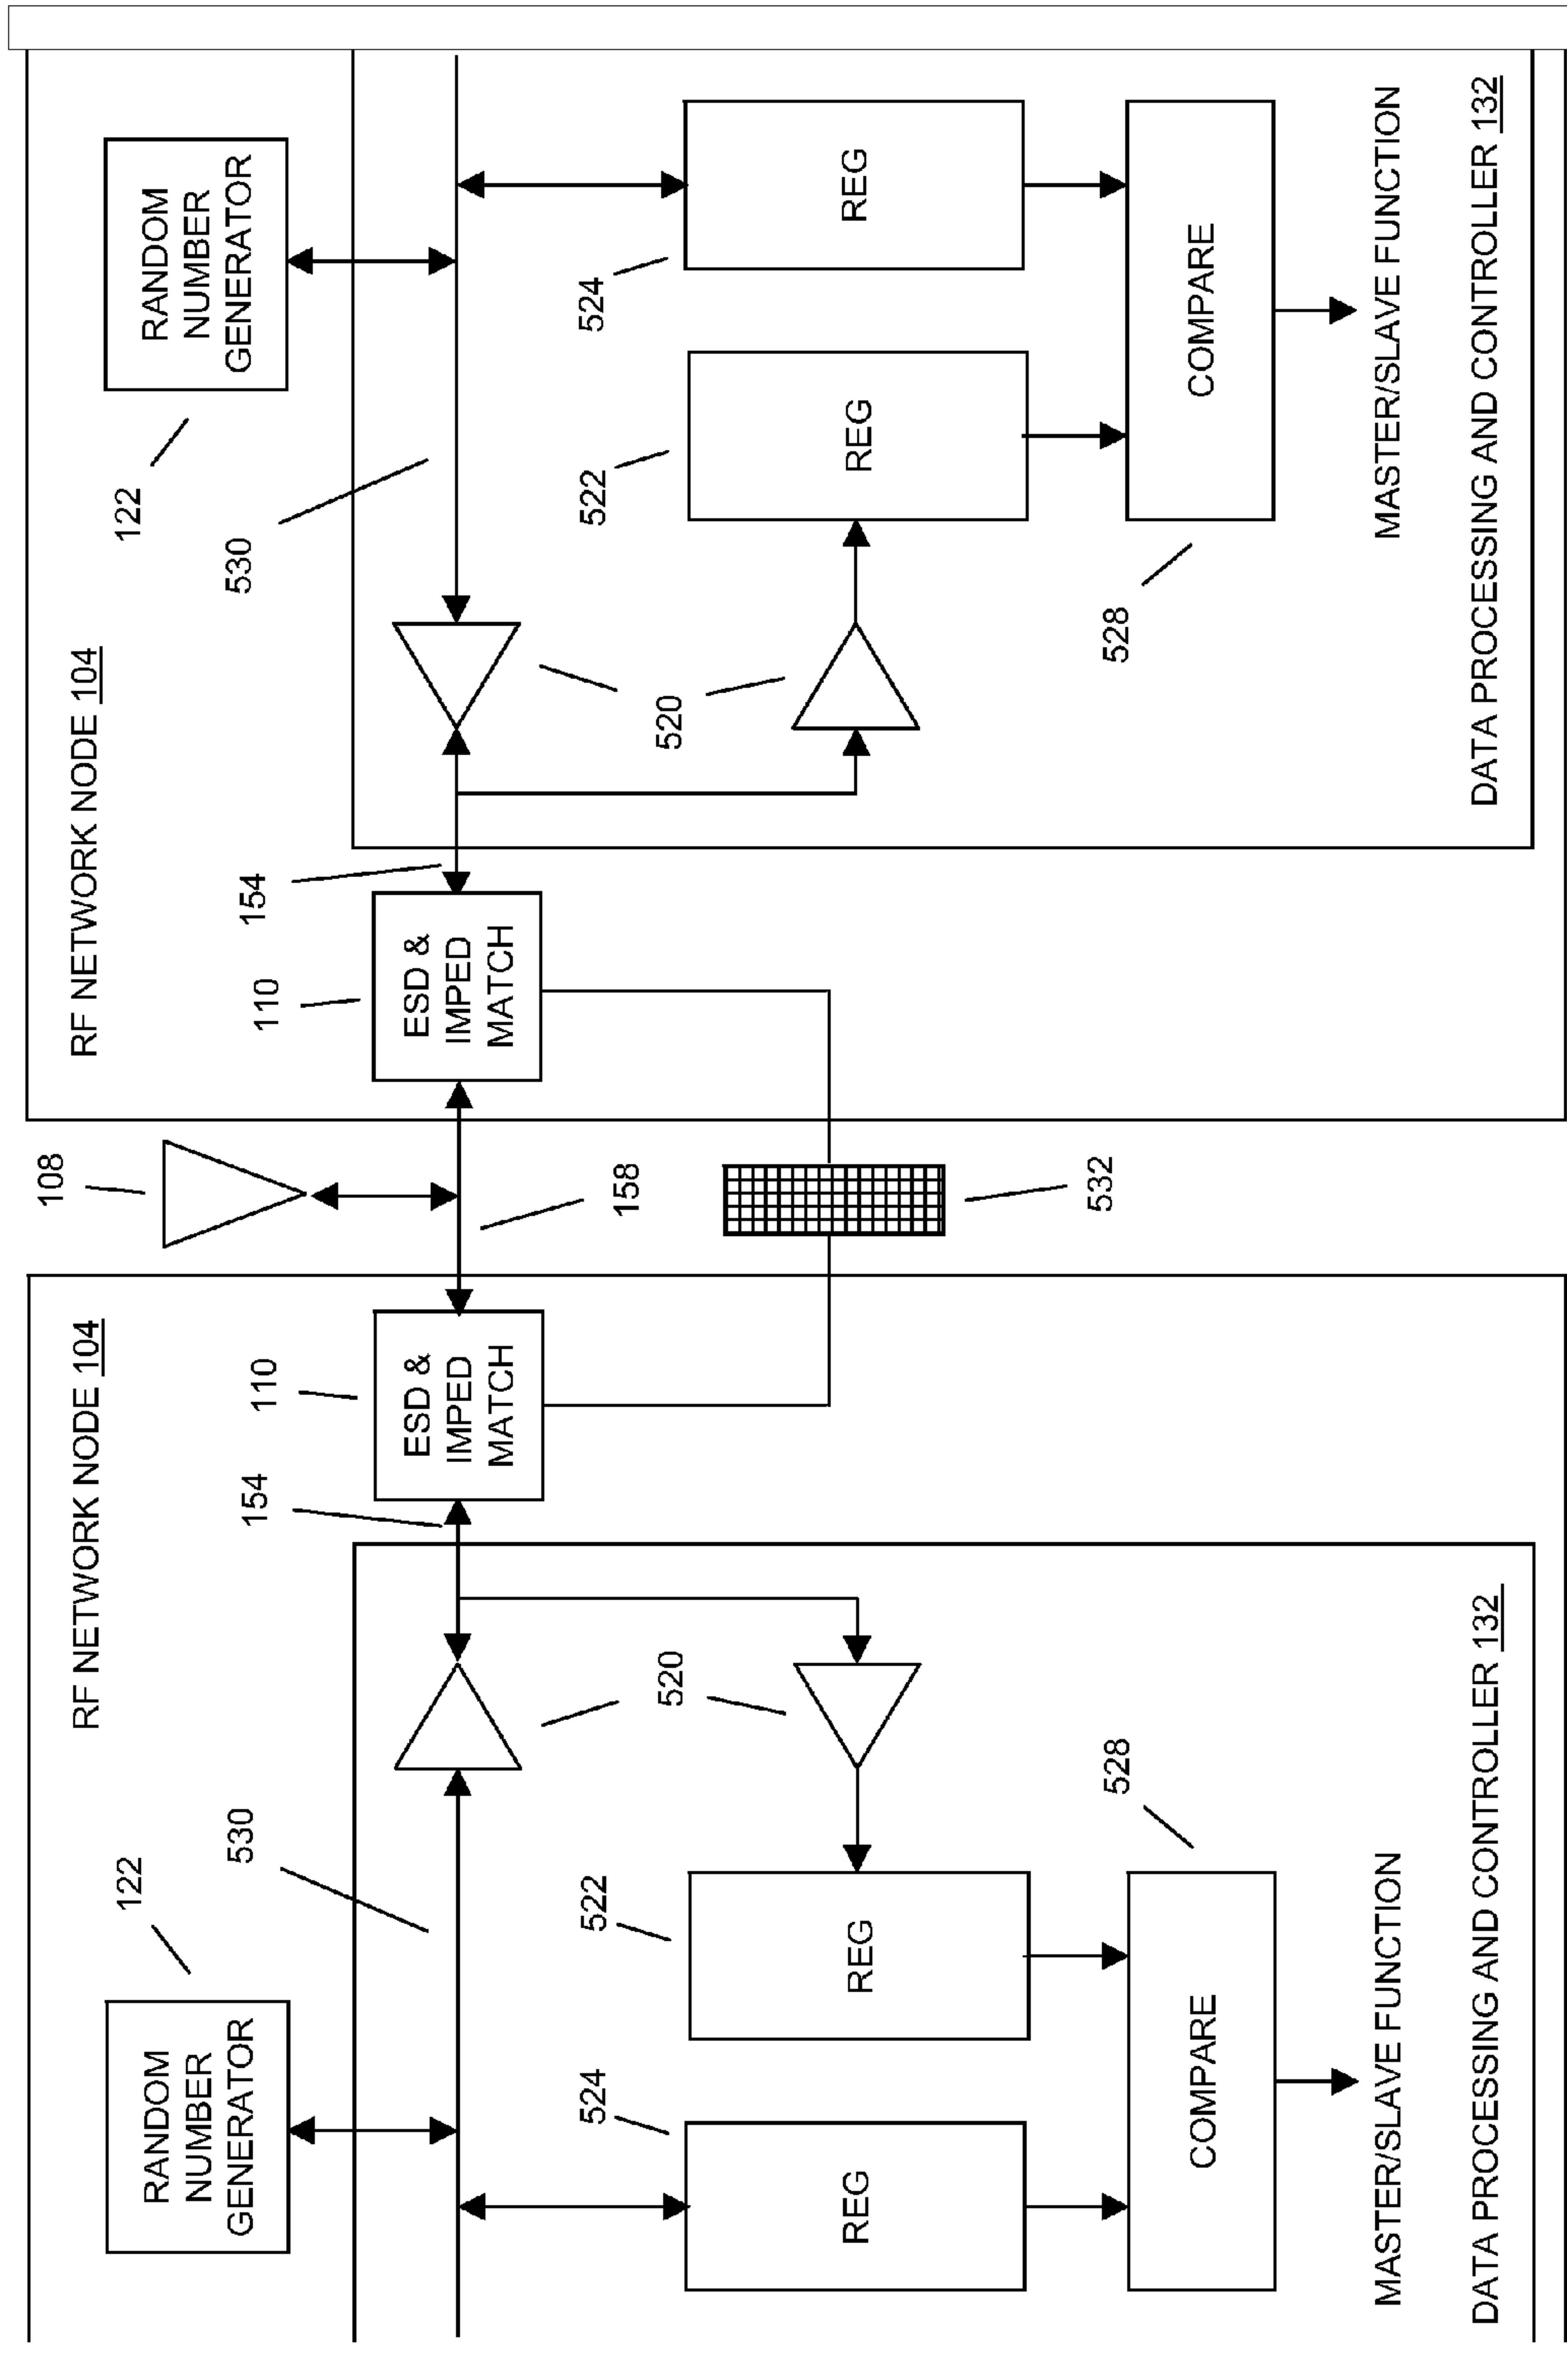 RF NETWORK NODE 104
122
RANDOM
NUMBER
GENERATOR
530
154
110
ESD &
IMPED
MATCH
520
524
REG
522
REG
528
COMPARE
MASTER/SLAVE FUNCTION
DATA PROCESSING AND CONTROLLER 132
108
158
532
RF NETWORK NODE 104
110
ESD &
IMPED
MATCH
154
530
122
RANDOM
NUMBER
GENERATOR
520
522
REG
524
REG
528
COMPARE
MASTER/SLAVE FUNCTION
DATA PROCESSING AND CONTROLLER 132